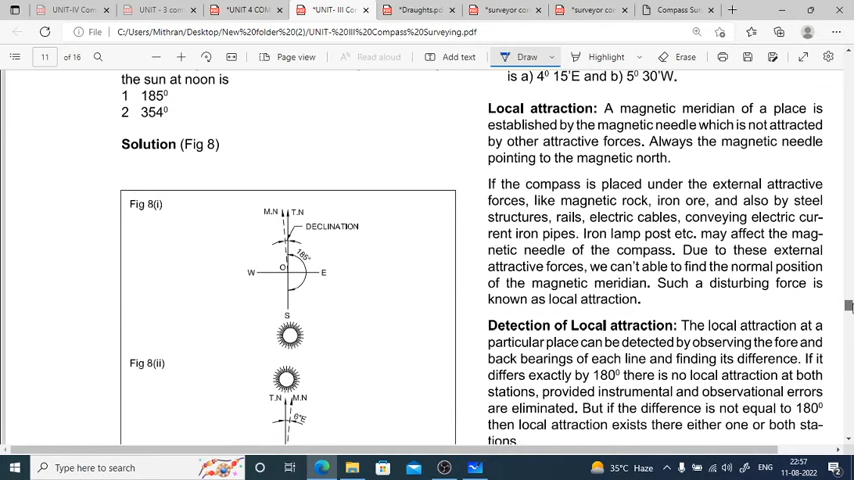 UNIT-IV Com
UNIT - 3 com
*UNIT 4 COM
*UNIT- III Co
*Draughts.pd
*surveyor co
*surveyor co
Compass Sur
C:/Users/Mithran/Desktop/New%20folder%20(2)/UNIT-III%20Compass%20Surveying.pdf
11 of 16
Page view
Read aloud
Add text
Draw
Highlight
Erase
the sun at noon is
1 185⁰
2 354⁰
Solution (Fig 8)
Fig 8(i)
M.N T.N
DECLINATION
185°
W O E
S
Fig 8(ii)
T.N M.N
6°E
is a) 4⁰ 15'E and b) 5⁰ 30'W.
Local attraction: A magnetic meridian of a place is
established by the magnetic needle which is not attracted
by other attractive forces. Always the magnetic needle
pointing to the magnetic north.
If the compass is placed under the external attractive
forces, like magnetic rock, iron ore, and also by steel
structures, rails, electric cables, conveying electric cur-
rent iron pipes. Iron lamp post etc. may affect the mag-
netic needle of the compass. Due to these external
attractive forces, we can't able to find the normal position
of the magnetic meridian. Such a disturbing force is
known as local attraction.
Detection of Local attraction: The local attraction at a
particular place can be detected by observing the fore and
back bearings of each line and finding its difference. If it
differs exactly by 180⁰ there is no local attraction at both
stations, provided instrumental and observational errors
are eliminated. But if the difference is not equal to 180⁰
then local attraction exists there either one or both sta-
tions.
Type here to search
35°C Haze
ENG
22:57
11-08-2022
2